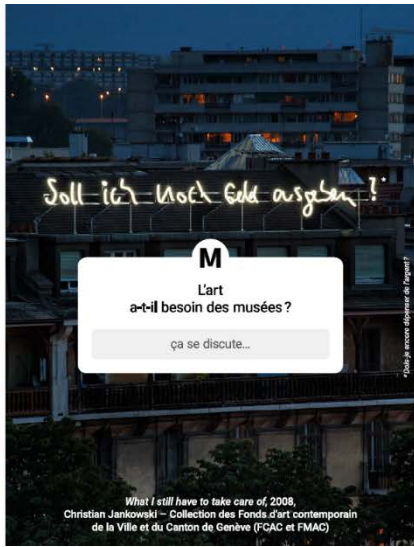 Soll ich noch Geld ausgeben ?*
M
L'art
a-t-il besoin des musées ?
ça se discute...
*Dois-je encore dépenser de l'argent ?
What I still have to take care of, 2008,
Christian Jankowski – Collection des Fonds d'art contemporain
de la Ville et du Canton de Genève (FCAC et FMAC)